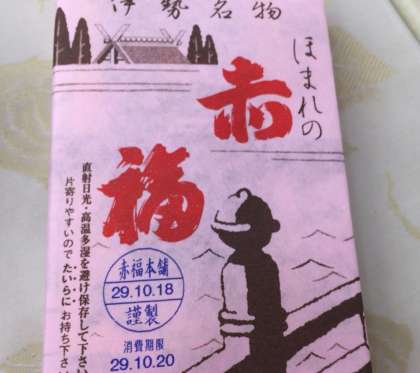 伊勢名物
ほまれの
赤福
赤福本舗
29.10.18
謹製
消費期限
29.10.20
直射日光・高温多湿を避け保存して下さい
片寄りやすいのでたいらにお持ち下さい